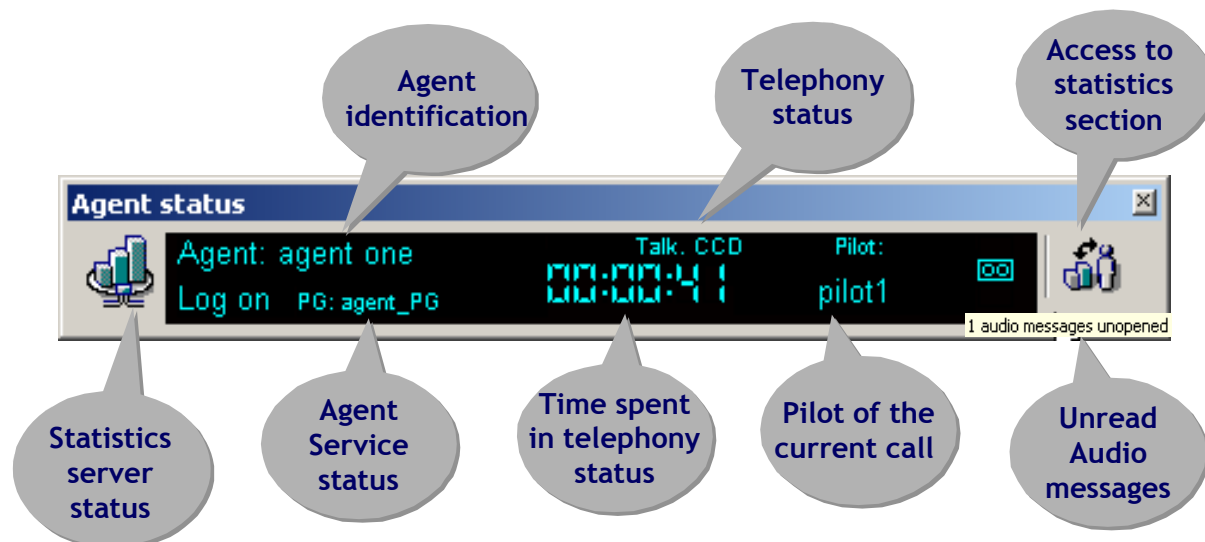 Agent
identification
Telephony
status
Access to
statistics
section
Agent status
Agent: agent one
Talk. CCD
Pilot:
00:00:41
Log on PG: agent_PG
pilot1
1 audio messages unopened
Statistics
server
status
Agent
Service
status
Time spent
in telephony
status
Pilot of the
current call
Unread
Audio
messages